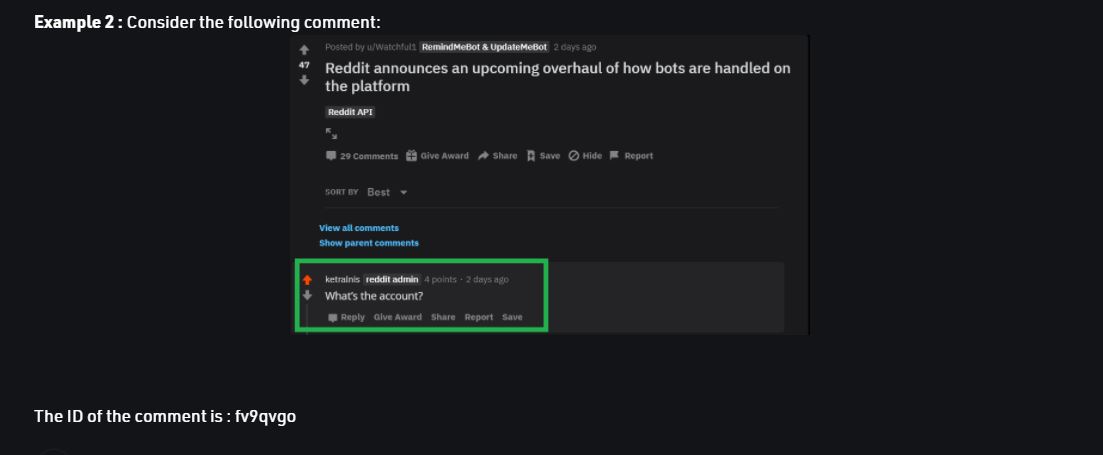 Example 2 : Consider the following comment:
Posted by u/Watchful1 RemindMeBot & UpdateMeBot 2 days ago
47
Reddit announces an upcoming overhaul of how bots are handled on
the platform
Reddit API
29 Comments Give Award Share Save Hide Report
SORT BY Best
View all comments
Show parent comments
ketralnis reddit admin 4 points · 2 days ago
What's the account?
Reply Give Award Share Report Save
The ID of the comment is : fv9qvgo